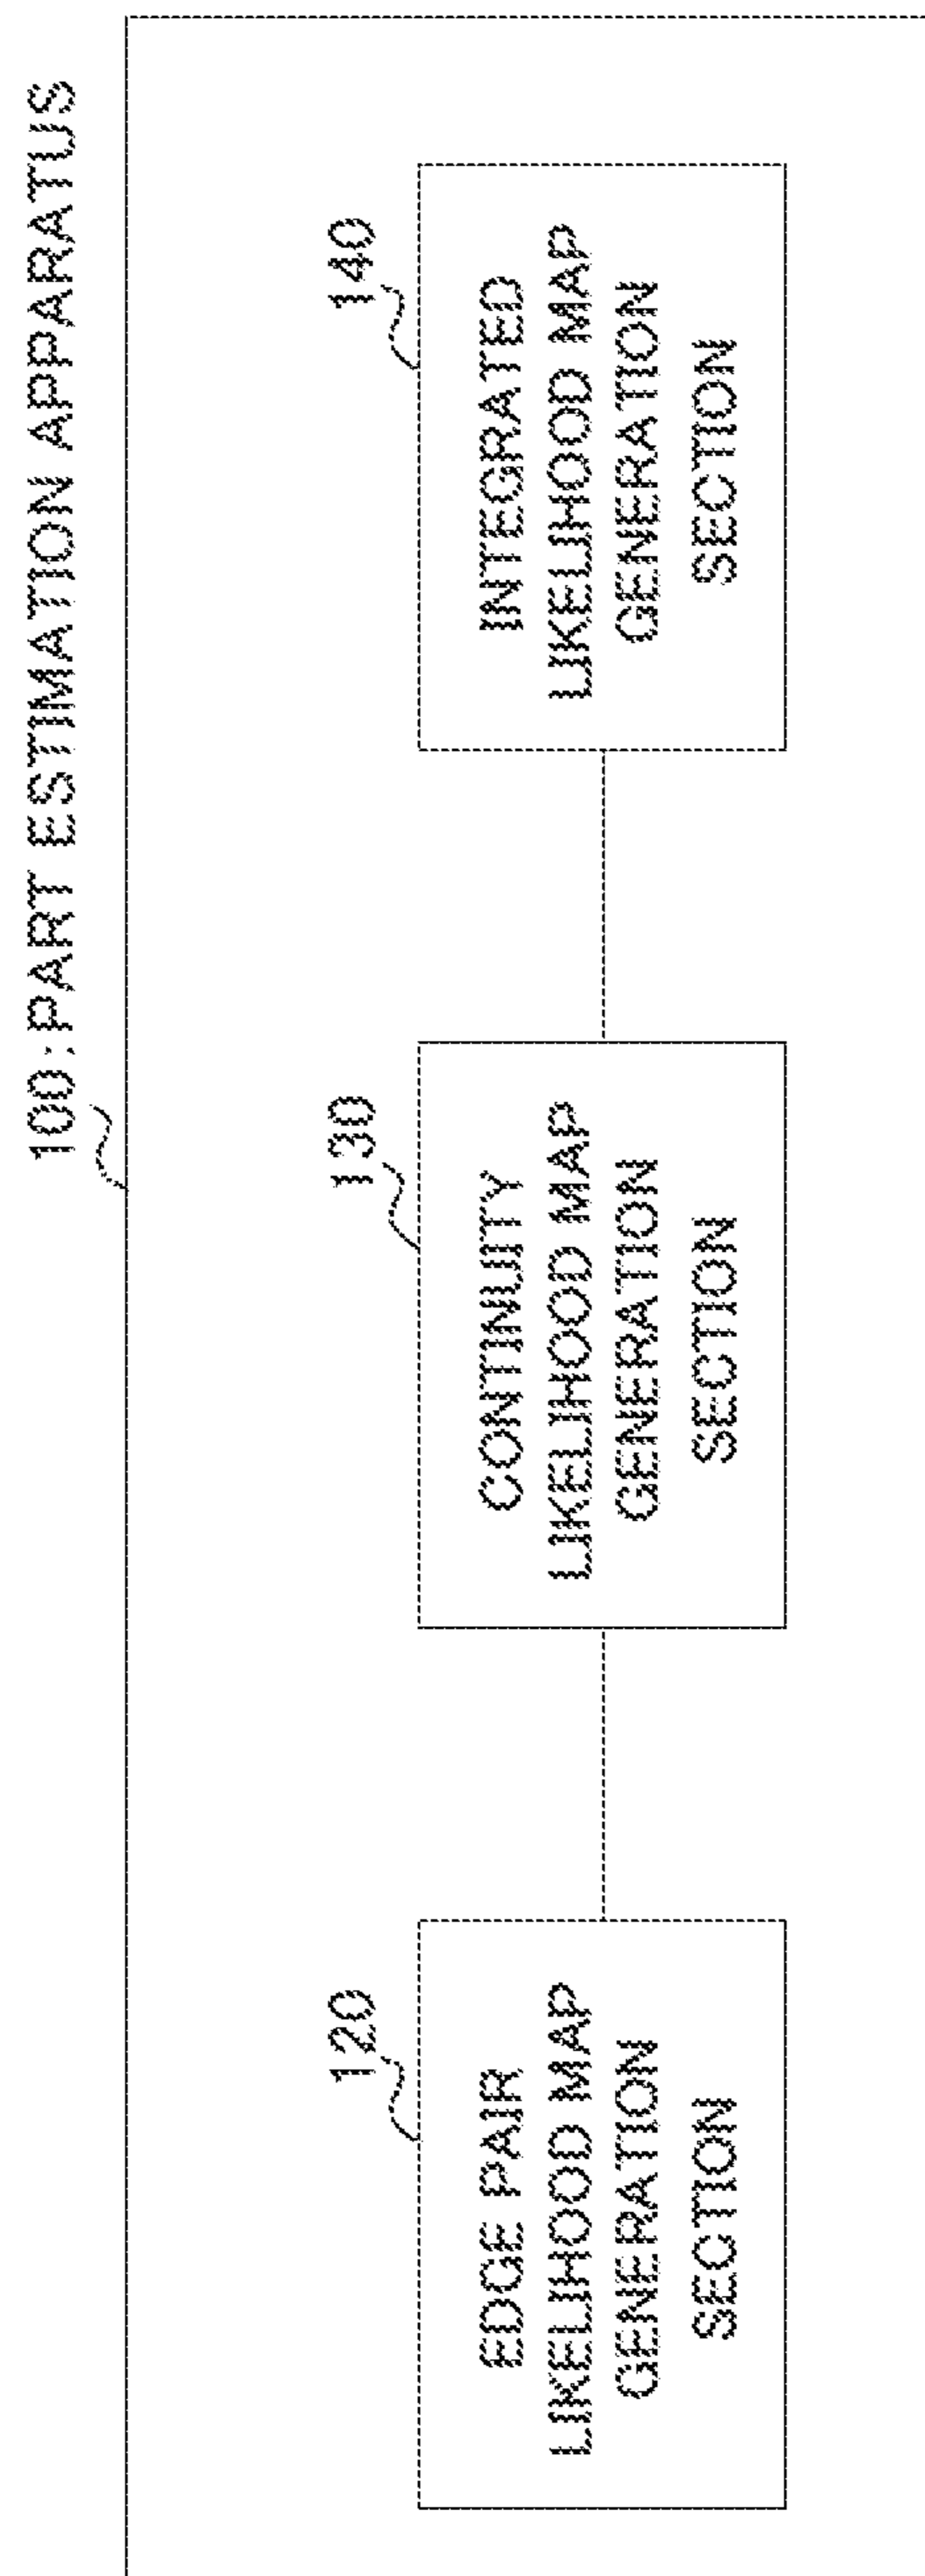 100:PART ESTIMATION APPARATUS
120
EDGE PAIR
LIKELIHOOD MAP
GENERATION
SECTION
130
CONTINUITY
LIKELIHOOD MAP
GENERATION
SECTION
140
INTEGRATED
LIKELIHOOD MAP
GENERATION
SECTION